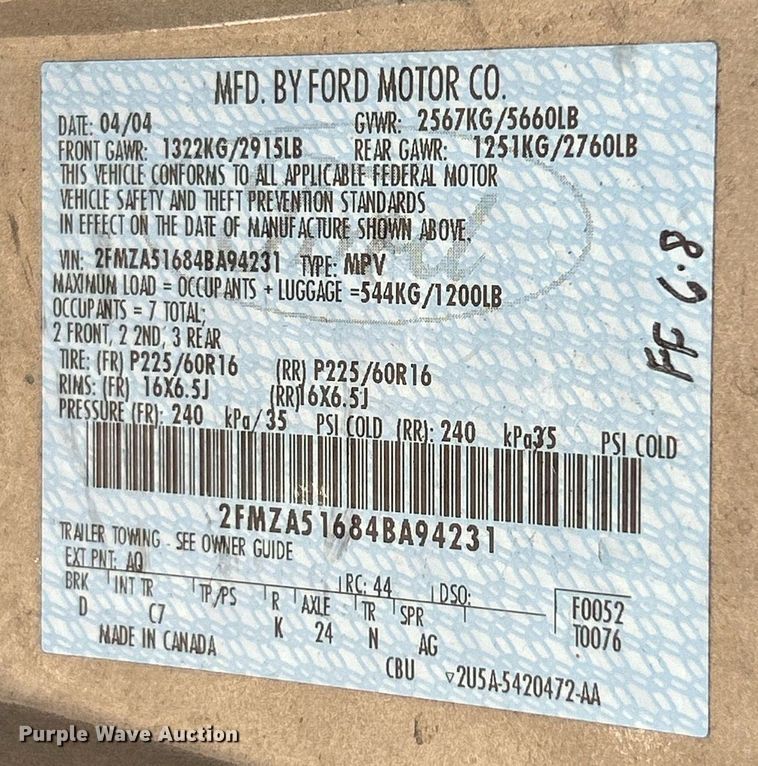 MFD. BY FORD MOTOR CO.
DATE: 04/04 GVWR: 2567KG/5660LB
FRONT GAWR: 1322KG/2915LB REAR GAWR: 1251KG/2760LB
THIS VEHICLE CONFORMS TO ALL APPLICABLE FEDERAL MOTOR
VEHICLE SAFETY AND THEFT PREVENTION STANDARDS
IN EFFECT ON THE DATE OF MANUFACTURE SHOWN ABOVE.
VIN: 2FMZA51684BA94231 TYPE: MPV
MAXIMUM LOAD = OCCUPANTS + LUGGAGE =544KG/1200LB
OCCUPANTS = 7 TOTAL;
2 FRONT, 2 2ND, 3 REAR
TIRE: (FR) P225/60R16 (RR) P225/60R16
RIMS: (FR) 16X6.5J (RR)16X6.5J
PRESSURE (FR): 240 kPa/35 PSI COLD (RR): 240 kPa35 PSI COLD
2FMZA51684BA94231
TRAILER TOWING - SEE OWNER GUIDE
EXT PNT: AQ RC: 44 DSO:
BRK INT TR TP/PS R AXLE TR SPR F0052
D C7 K 24 N AG T0076
MADE IN CANADA CBU 2U5A-5420472-AA
FF 6.8
Ford
Purple Wave Auction